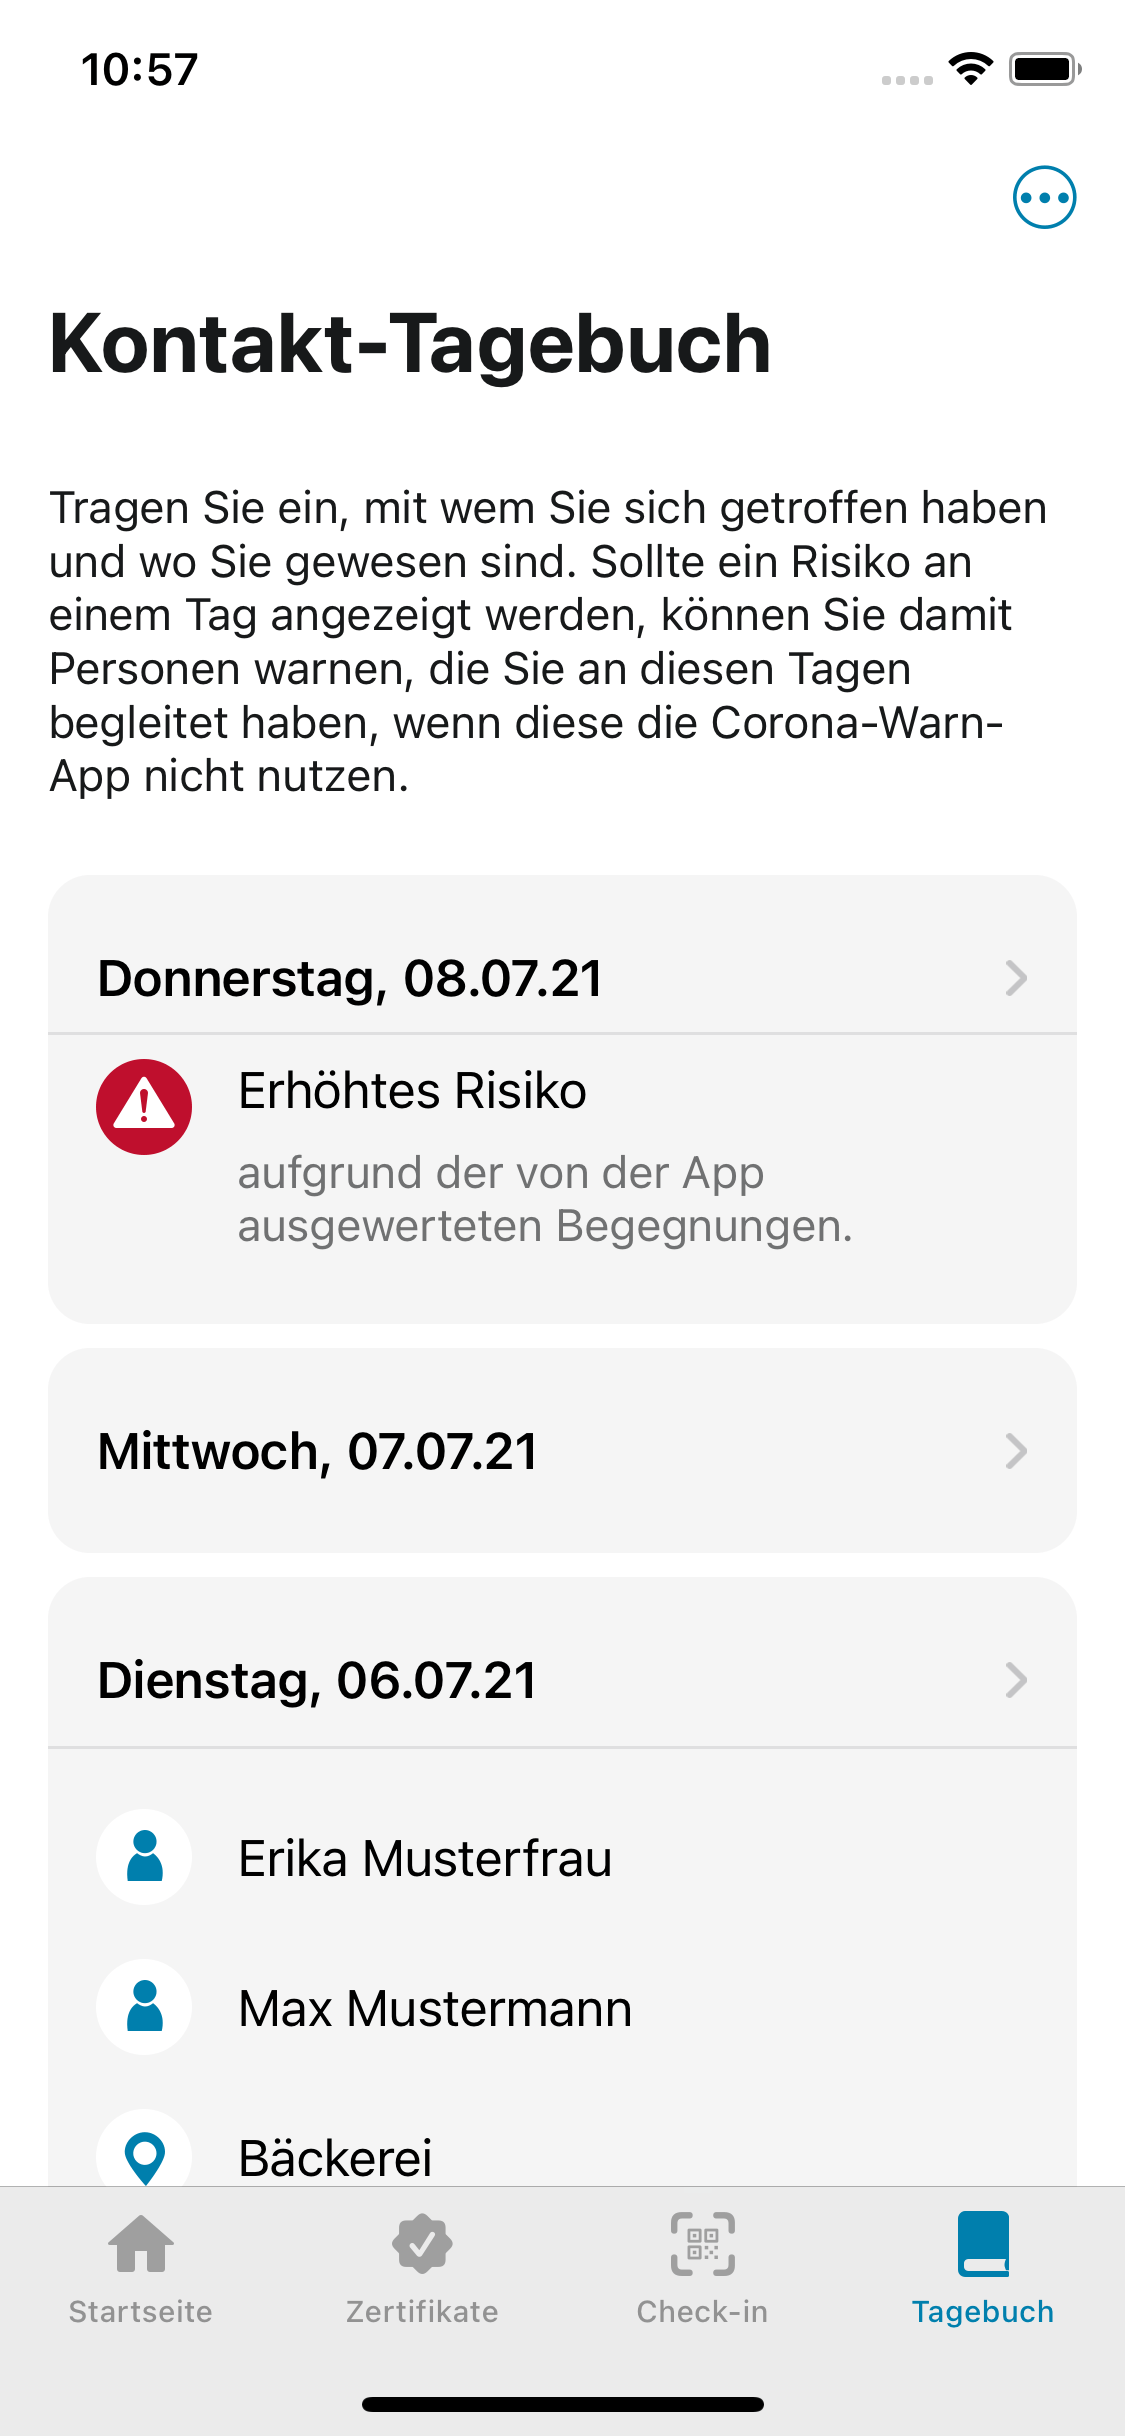 10:57
Kontakt-Tagebuch
Tragen Sie ein, mit wem Sie sich getroffen haben
und wo Sie gewesen sind. Sollte ein Risiko an
einem Tag angezeigt werden, können Sie damit
Personen warnen, die Sie an diesen Tagen
begleitet haben, wenn diese die Corona-Warn-
App nicht nutzen.
Donnerstag, 08.07.21
Erhöhtes Risiko
aufgrund der von der App
ausgewerteten Begegnungen.
Mittwoch, 07.07.21
Dienstag, 06.07.21
Erika Musterfrau
Max Mustermann
Bäckerei
Startseite
Zertifikate
Check-in
Tagebuch